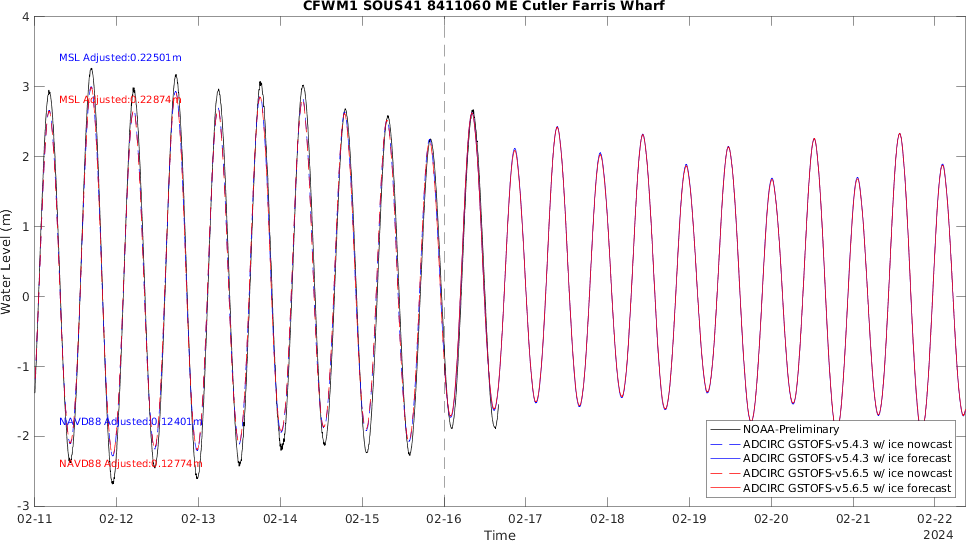 CFWM1 SOUS41 8411060 ME Cutler Farris Wharf
4
3
2
1
0
-1
-2
-3
Water Level (m)
MSL Adjusted:0.22501m
MSL Adjusted:0.22874m
NAVD88 Adjusted:0.12401m
NAVD88 Adjusted:0.12774m
NOAA-Preliminary
ADCIRC GSTOFS-v5.4.3 w/ ice nowcast
ADCIRC GSTOFS-v5.4.3 w/ ice forecast
ADCIRC GSTOFS-v5.6.5 w/ ice nowcast
ADCIRC GSTOFS-v5.6.5 w/ ice forecast
02-11 02-12 02-13 02-14 02-15 02-16 02-17 02-18 02-19 02-20 02-21 02-22
Time
2024